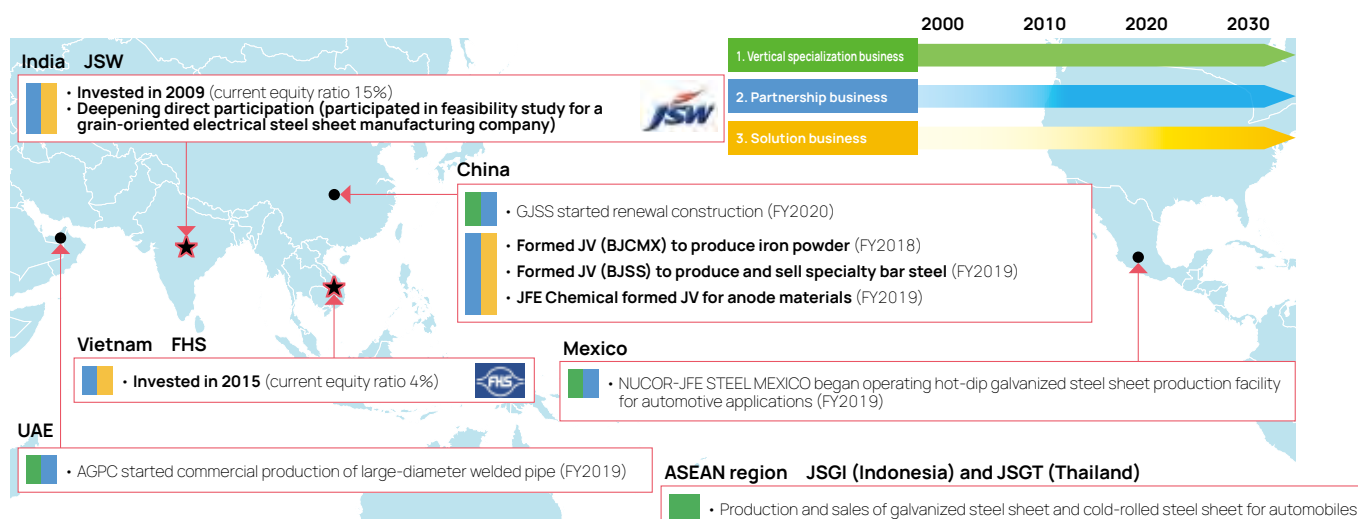 2000 2010 2020 2030
1. Vertical specialization business
2. Partnership business
3. Solution business
India JSW
• Invested in 2009 (current equity ratio 15%)
• Deepening direct participation (participated in feasibility study for a
grain-oriented electrical steel sheet manufacturing company)
JSW
China
• GJSS started renewal construction (FY2020)
• Formed JV (BJCMX) to produce iron powder (FY2018)
• Formed JV (BJSS) to produce and sell specialty bar steel (FY2019)
• JFE Chemical formed JV for anode materials (FY2019)
Vietnam FHS
• Invested in 2015 (current equity ratio 4%)
FHS
Mexico
• NUCOR-JFE STEEL MEXICO began operating hot-dip galvanized steel sheet production facility
for automotive applications (FY2019)
UAE
• AGPC started commercial production of large-diameter welded pipe (FY2019)
ASEAN region JSGI (Indonesia) and JSGT (Thailand)
• Production and sales of galvanized steel sheet and cold-rolled steel sheet for automobiles